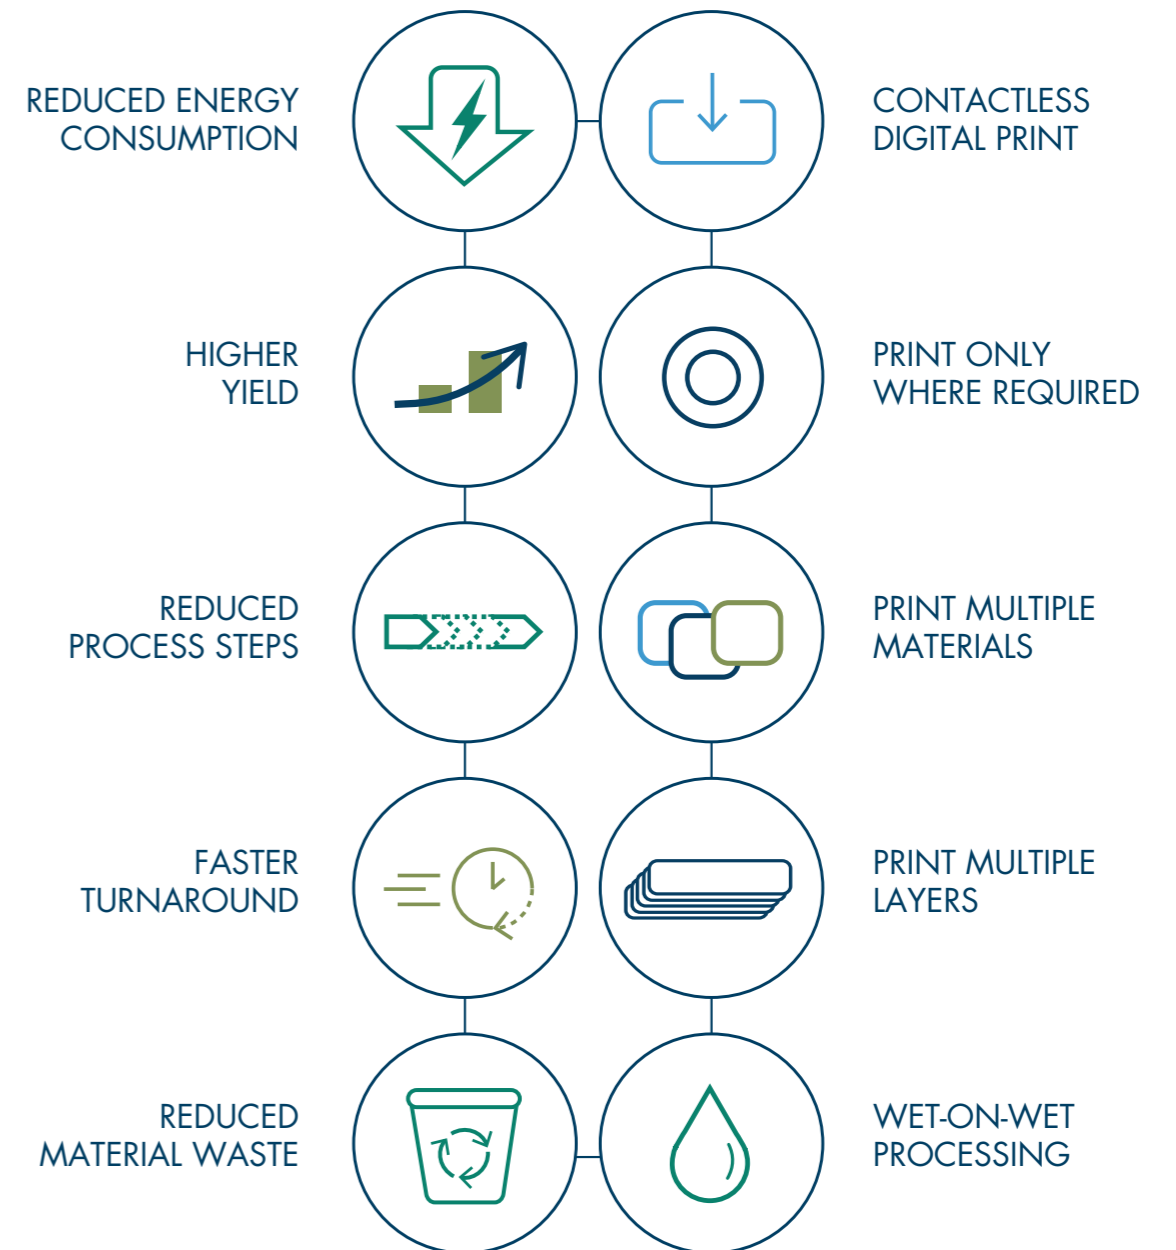 REDUCED ENERGY
CONSUMPTION
CONTACTLESS
DIGITAL PRINT
HIGHER
YIELD
PRINT ONLY
WHERE REQUIRED
REDUCED
PROCESS STEPS
PRINT MULTIPLE
MATERIALS
FASTER
TURNAROUND
PRINT MULTIPLE
LAYERS
REDUCED
MATERIAL WASTE
WET-ON-WET
PROCESSING